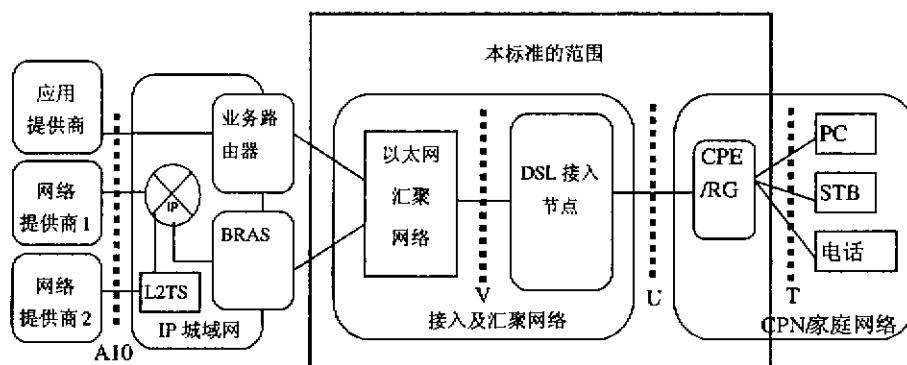 本标准的范围
应用
提供商
网络
提供商1
网络
提供商2
A10
IP
L2TS
IP 城域网
业务路
由器
BRAS
以太网
汇聚
网络
V
DSL 接入
节点
接入及汇聚网络
U
CPE
/RG
T
PC
STB
电话
CPN/家庭网络